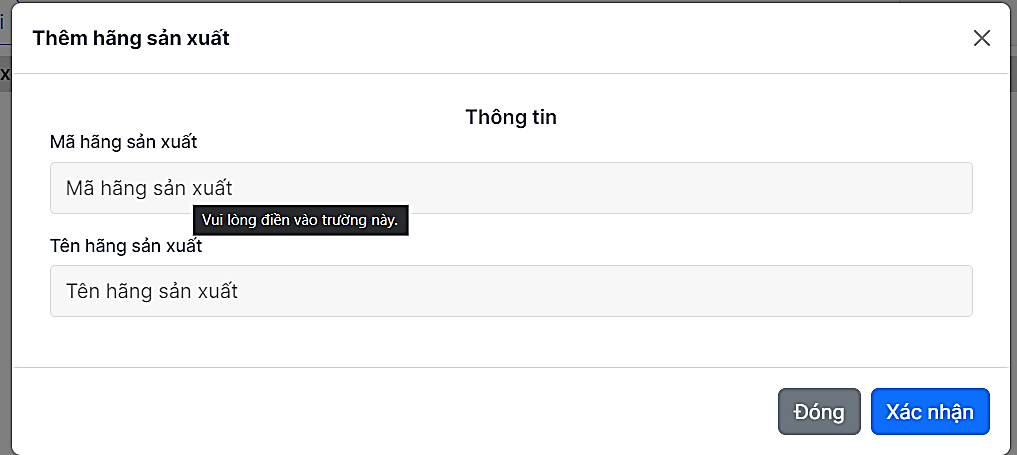 Thêm hãng sản xuất
Thông tin
Mã hãng sản xuất
Mã hãng sản xuất
Vui lòng điền vào trường này.
Tên hãng sản xuất
Tên hãng sản xuất
Đóng
Xác nhận